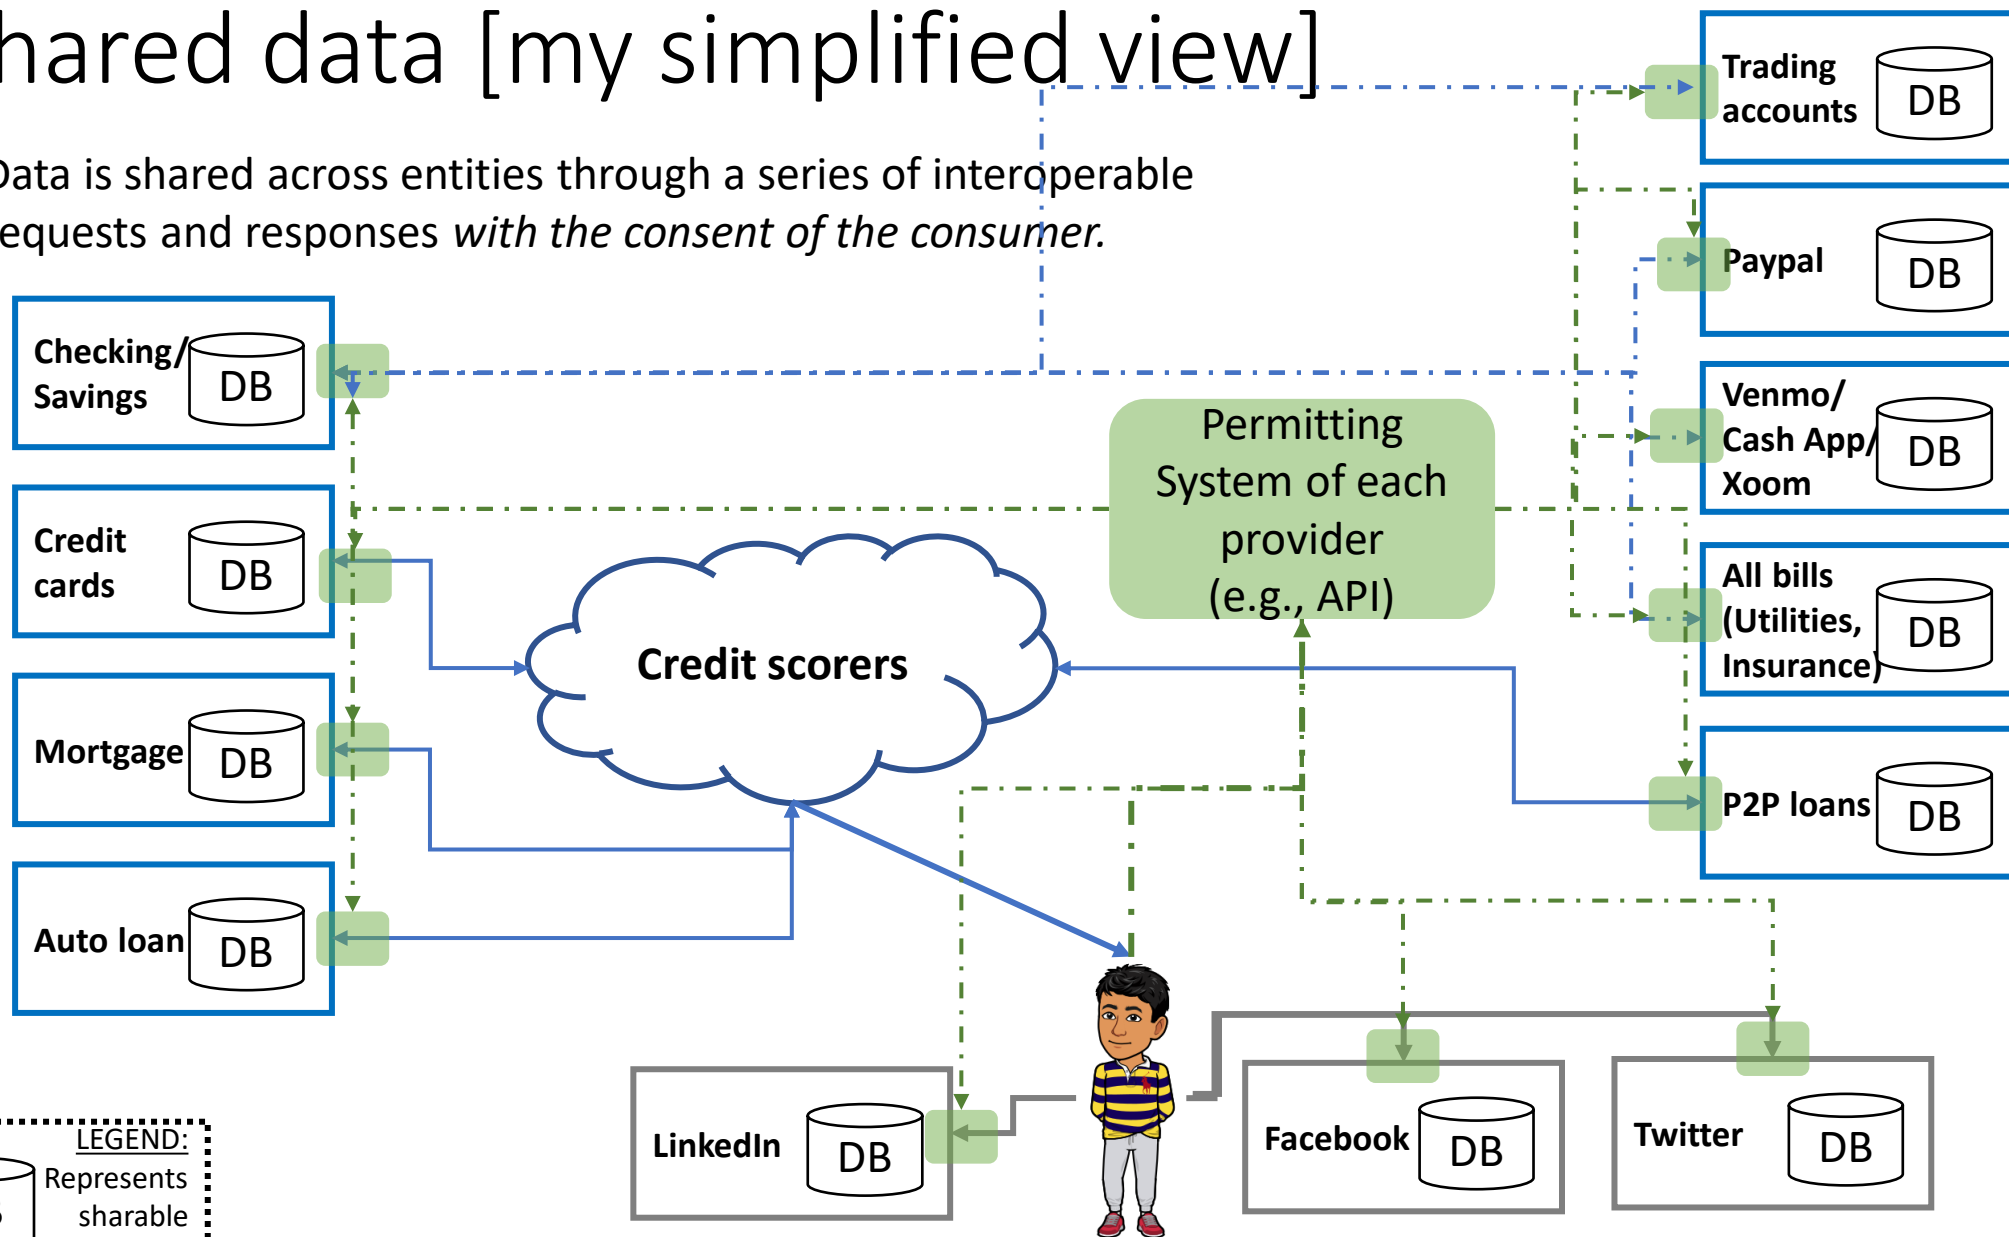 hared data [my simplified view]
Data is shared across entities through a series of interoperable
equests and responses with the consent of the consumer.
Checking/
Savings
DB
Credit
cards
DB
Mortgage
DB
Auto loan
DB
Credit scorers
Permitting
System of each
provider
(e.g., API)
Trading
accounts
DB
Paypal
DB
Venmo/
Cash App/
Xoom
DB
All bills
(Utilities,
Insurance)
DB
P2P loans
DB
LinkedIn
DB
Facebook
DB
Twitter
DB
LEGEND:
Represents
sharable